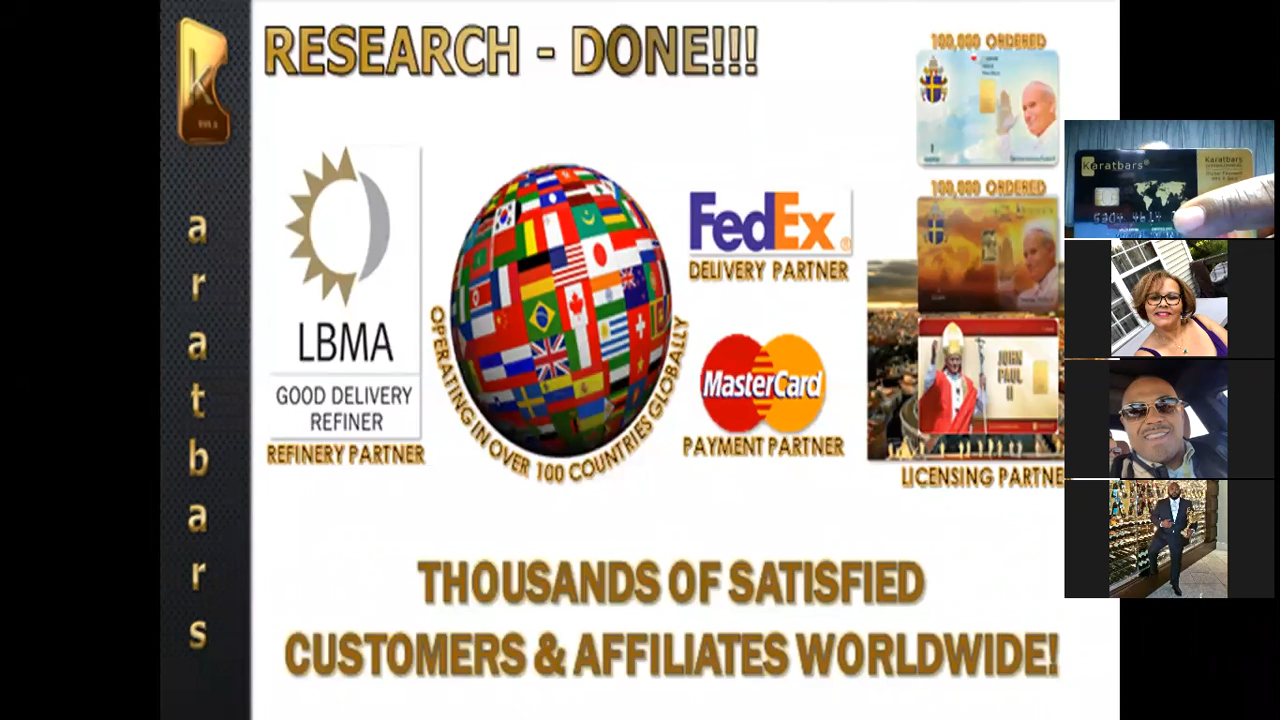 RESEARCH - DONE!!!
k
a
r
a
t
b
a
r
s
LBMA
GOOD DELIVERY
REFINER
REFINERY PARTNER
OPERATING IN OVER 100 COUNTRIES GLOBALLY
FedEx®
DELIVERY PARTNER
MasterCard
PAYMENT PARTNER
100,000 ORDERED
100,000 ORDERED
JOHN
PAUL
II
LICENSING PARTNE
THOUSANDS OF SATISFIED
CUSTOMERS & AFFILIATES WORLDWIDE!
Karatbars®
Karatbars